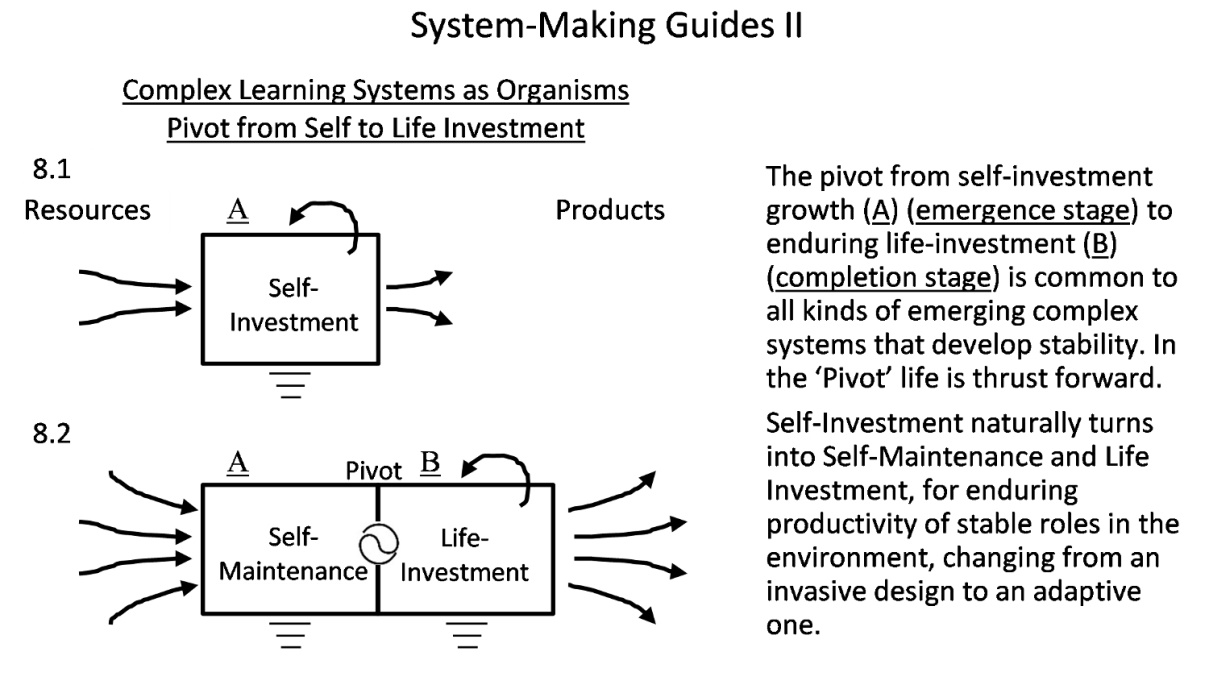 System-Making Guides II
Complex Learning Systems as Organisms
Pivot from Self to Life Investment
8.1
Resources
A
Products
Self-
Investment
The pivot from self-investment
growth (A) (emergence stage) to
enduring life-investment (B)
(completion stage) is common to
all kinds of emerging complex
systems that develop stability. In
the ‘Pivot’ life is thrust forward.
8.2
A
Pivot
B
Self-
Maintenance
Life-
Investment
Self-Investment naturally turns
into Self-Maintenance and Life
Investment, for enduring
productivity of stable roles in the
environment, changing from an
invasive design to an adaptive
one.